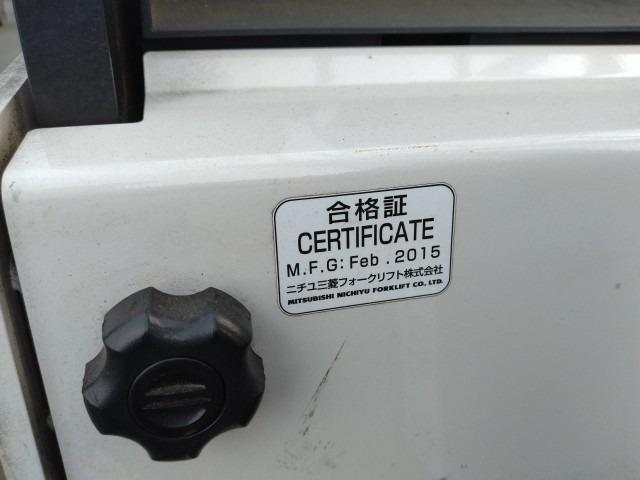 合格証
CERTIFICATE
M.F.G: Feb . 2015
ニチユ三菱フォークリフト株式会社
MITSUBISHI NICHIYU FORKLIFT CO., LTD.